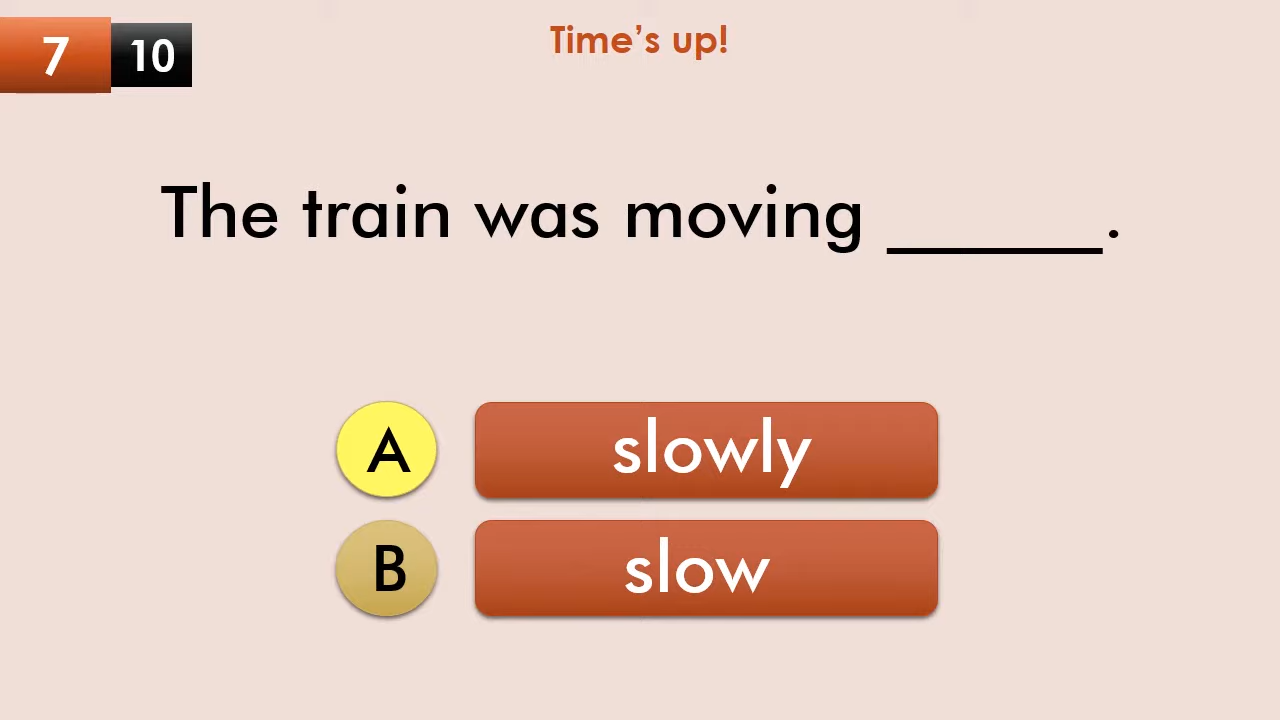 7 10
Time’s up!
The train was moving ______.
A slowly
B slow